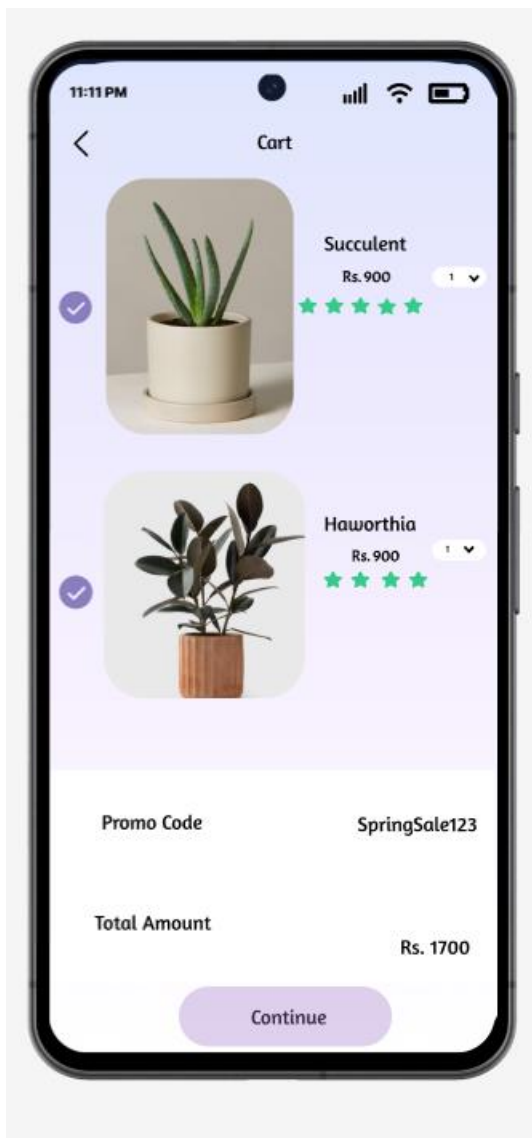 11:11 PM
Cart
Succulent
Rs. 900
1
Haworthia
Rs. 900
1
Promo Code
SpringSale123
Total Amount
Rs. 1700
Continue